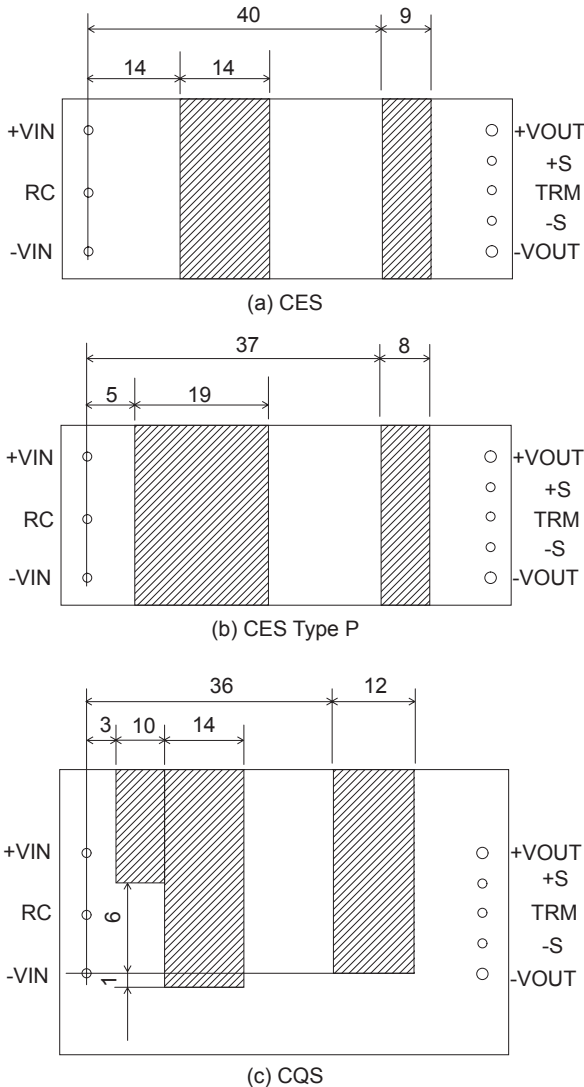 40 9
14 14
+VIN +VOUT
+S
RC TRM
-S
-VIN -VOUT
(a) CES
37 8
5 19
+VIN +VOUT
+S
RC TRM
-S
-VIN -VOUT
(b) CES Type P
36 12
3 10 14
+VIN +VOUT
+S
6
RC TRM
-S
-VIN 1 -VOUT
(c) CQS